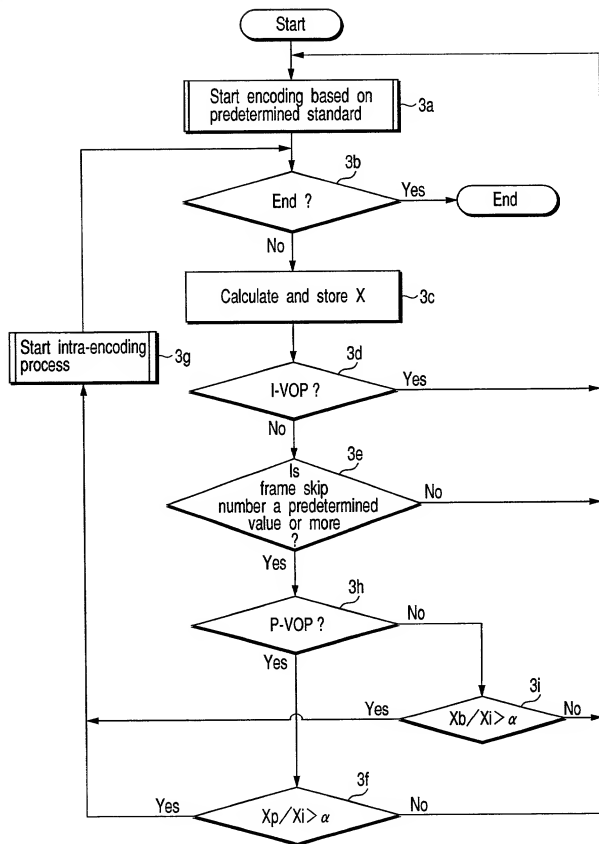 Start
Start encoding based on
predetermined standard
3a
3b
End ?
Yes
End
No
Calculate and store X
3c
Start intra-encoding
process
3g
3d
I-VOP ?
Yes
No
3e
Is
frame skip
number a predetermined
value or more
?
No
Yes
3h
P-VOP ?
No
Yes
3i
Yes
Xb/Xi> α
No
3f
Yes
Xp/Xi> α
No